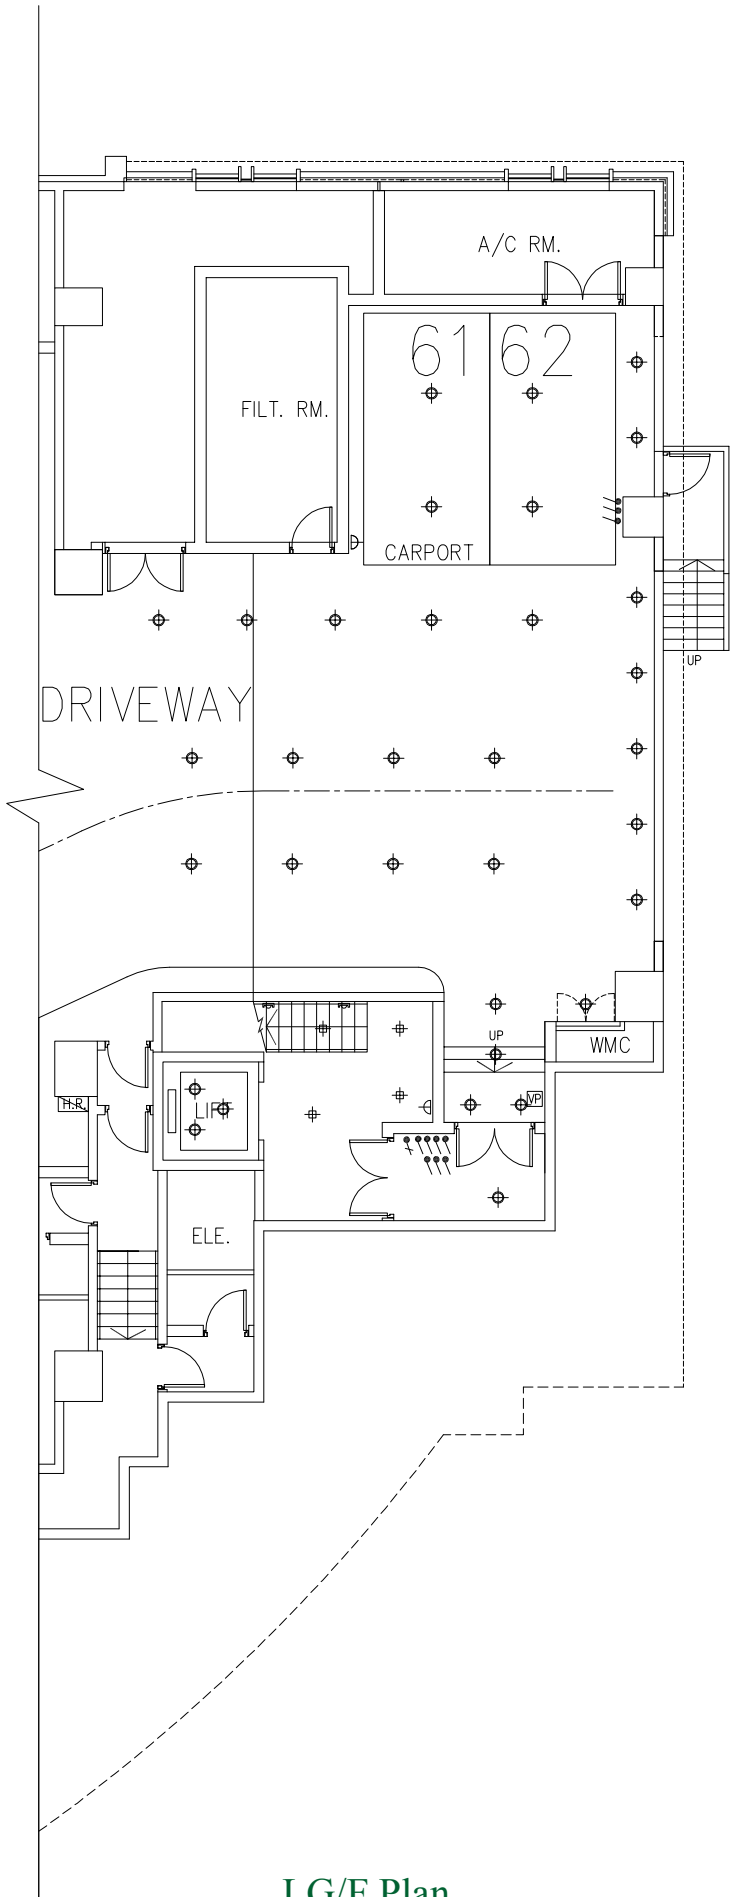 A/C RM.
61 62
FILT. RM.
CARPORT
UP
DRIVEWAY
UP
WMC
H.R.
LIFT
VP
ELE.
LG/F Plan